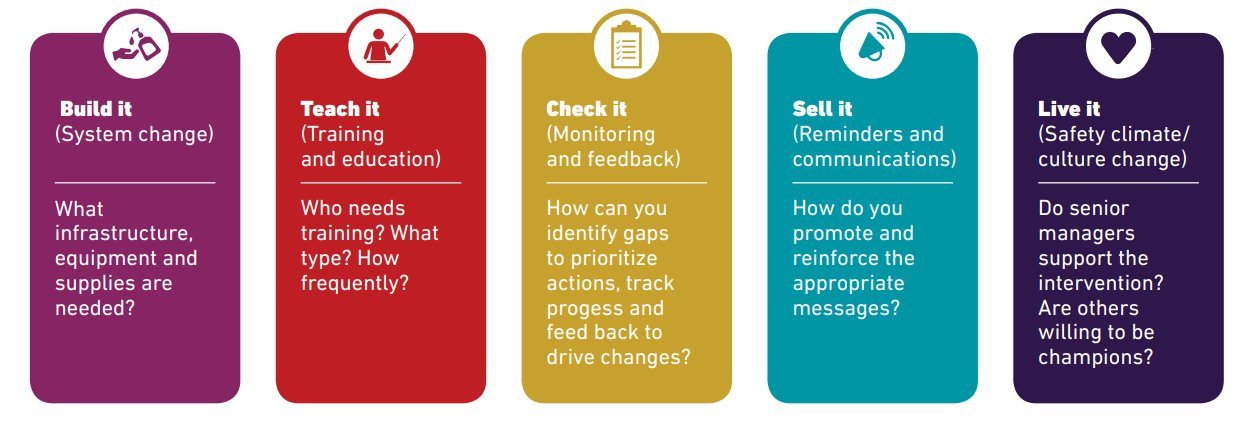 Build it
(System change)
What
infrastructure,
equipment and
supplies are
needed?
Teach it
(Training
and education)
Who needs
training? What
type? How
frequently?
Check it
(Monitoring
and feedback)
How can you
identify gaps
to prioritize
actions, track
progess and
feed back to
drive changes?
Sell it
(Reminders and
communications)
How do you
promote and
reinforce the
appropriate
messages?
Live it
(Safety climate/
culture change)
Do senior
managers
support the
intervention?
Are others
willing to be
champions?